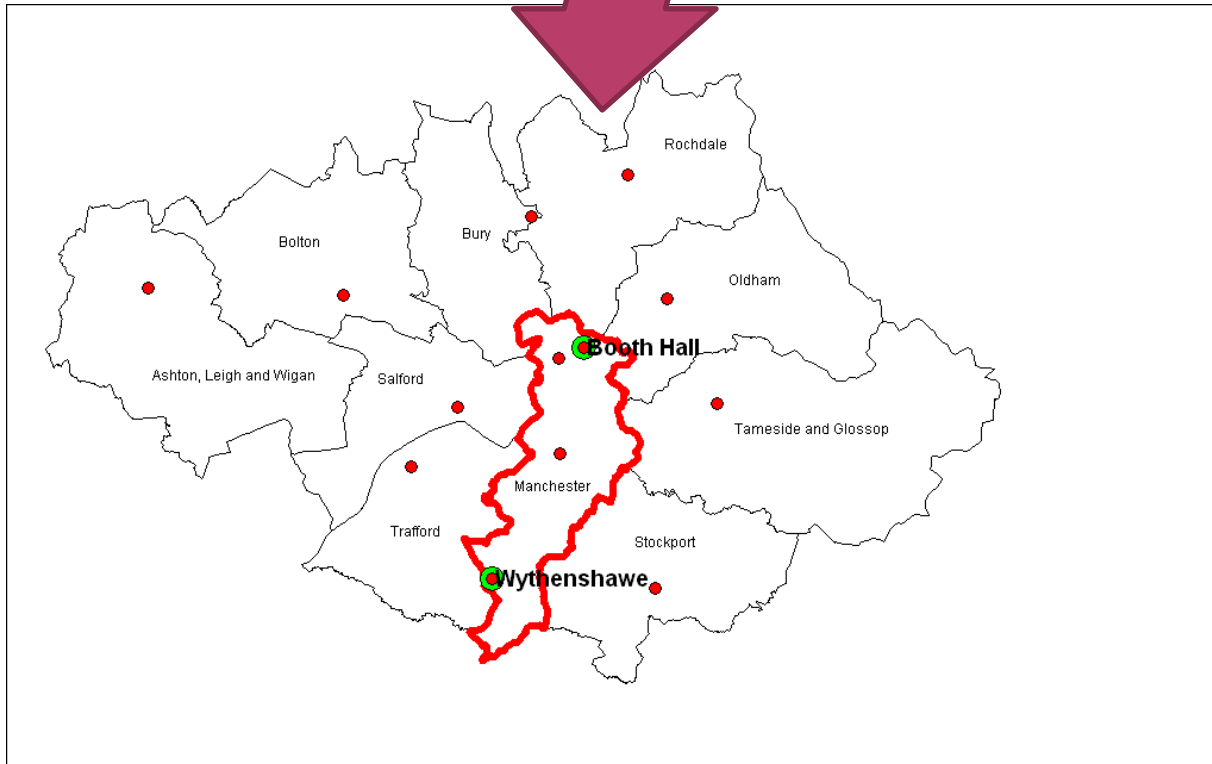 Rochdale
Bury
Bolton
Oldham
Booth Hall
Ashton, Leigh and Wigan
Salford
Tameside and Glossop
Manchester
Trafford
Stockport
Wythenshawe